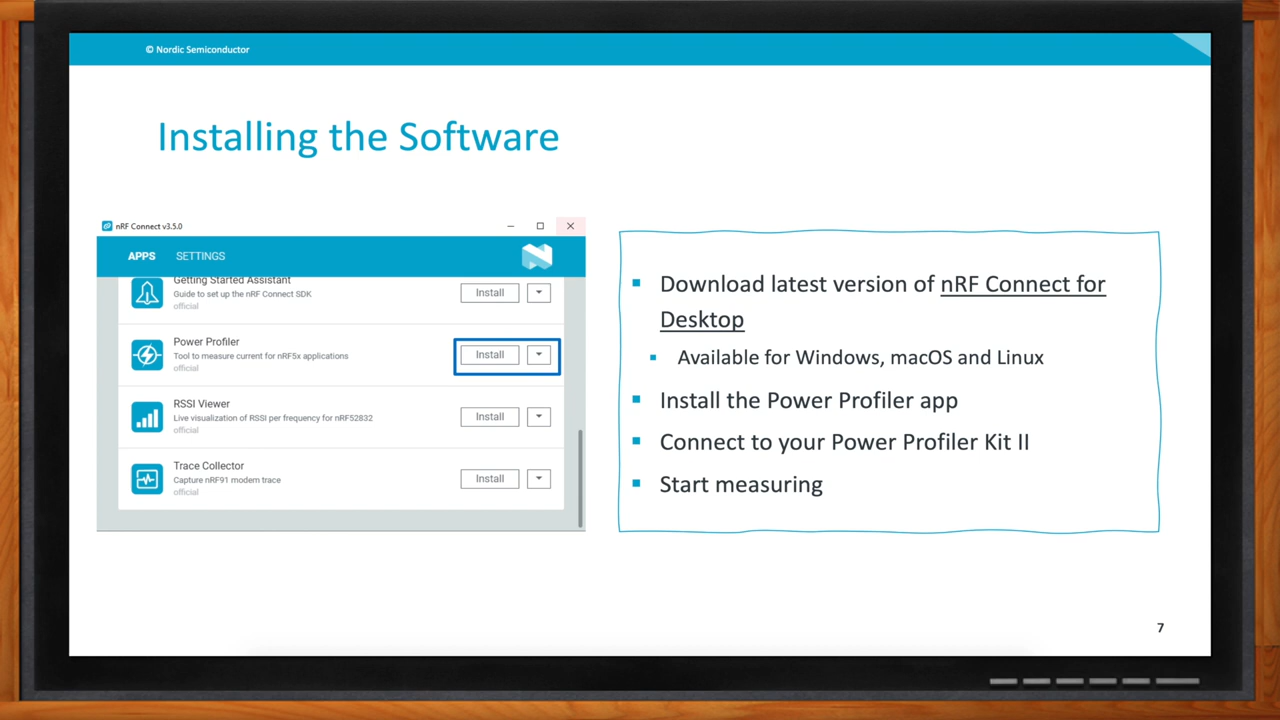 © Nordic Semiconductor
Installing the Software
nRF Connect v3.5.0
APPS SETTINGS
Getting Started Assistant
Guide to set up the nRF Connect SDK
official
Install
Power Profiler
Tool to measure current for nRF5x applications
official
Install
RSSI Viewer
Live visualization of RSSI per frequency for nRF52832
official
Install
Trace Collector
Capture nRF91 modem trace
official
Install
Download latest version of nRF Connect for
Desktop
Available for Windows, macOS and Linux
Install the Power Profiler app
Connect to your Power Profiler Kit II
Start measuring
7